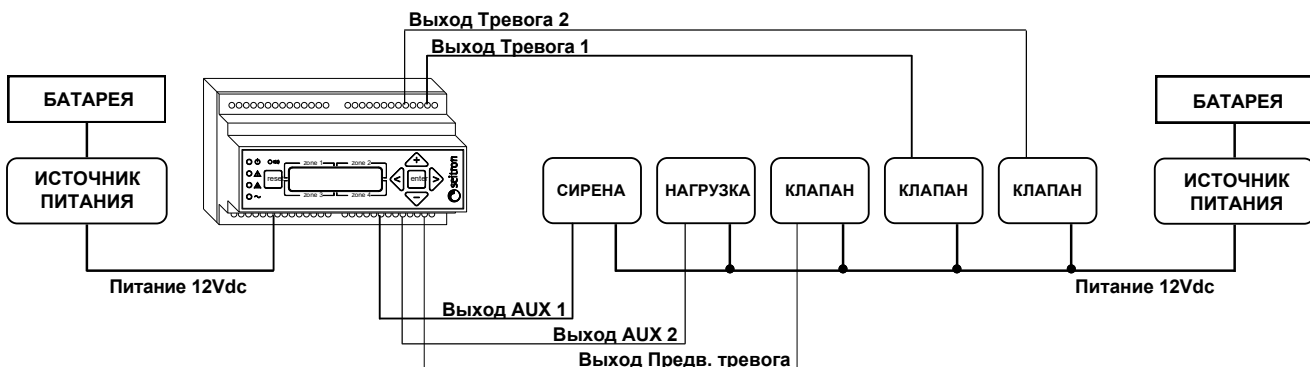 Выход Тревога 2
Выход Тревога 1
БАТАРЕЯ
БАТАРЕЯ
ИСТОЧНИК
ПИТАНИЯ
zone 1
zone 2
reset
enter
zone 3
zone 4
seitron
СИРЕНА
НАГРУЗКА
КЛАПАН
КЛАПАН
КЛАПАН
ИСТОЧНИК
ПИТАНИЯ
Питание 12Vdc
Питание 12Vdc
Выход AUX 1
Выход AUX 2
Выход Предв. тревога